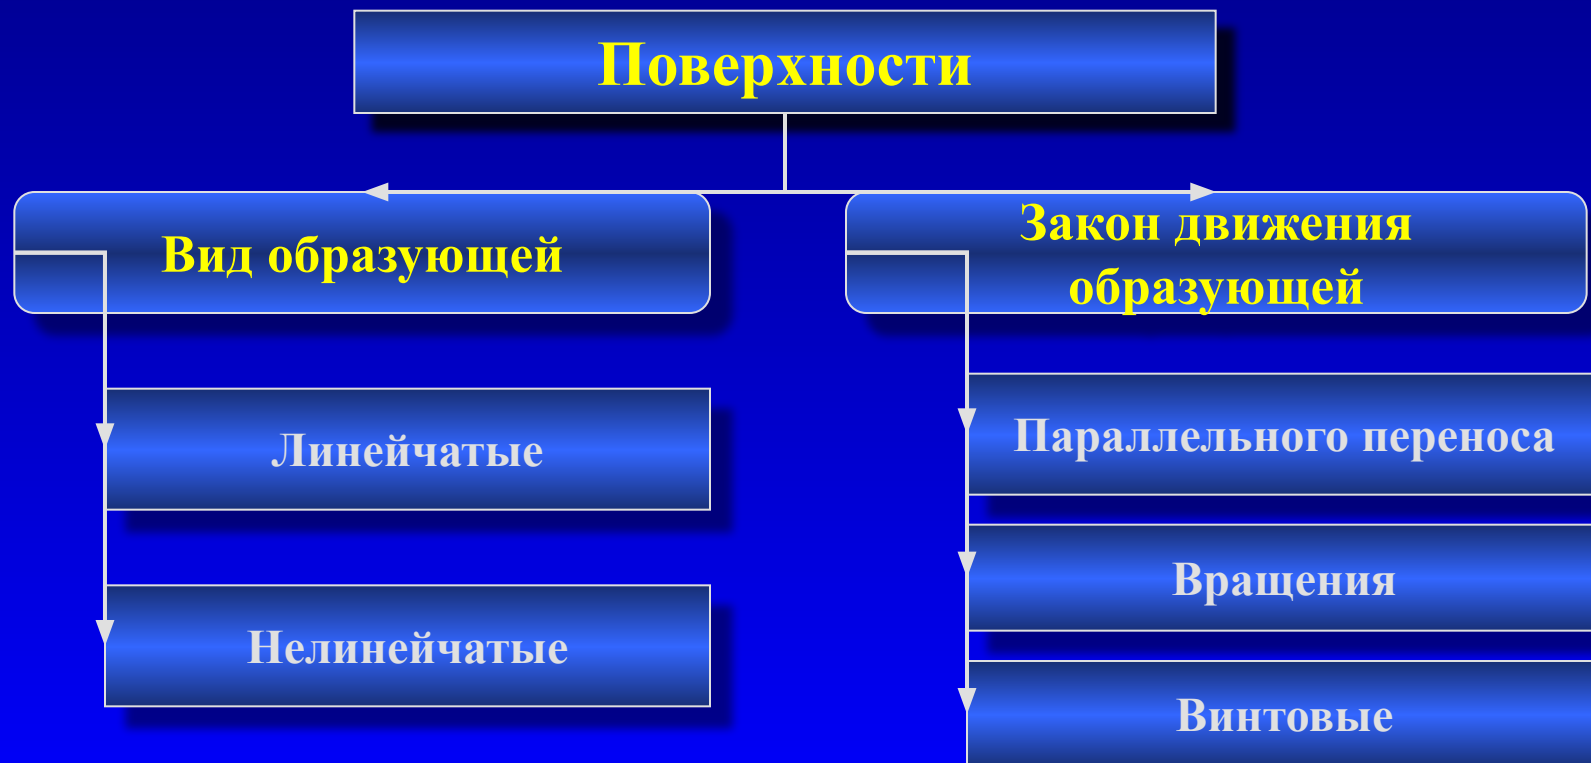 Поверхности
Вид образующей
Линейчатые
Нелинейчатые
Закон движения
образующей
Параллельного переноса
Вращения
Винтовые